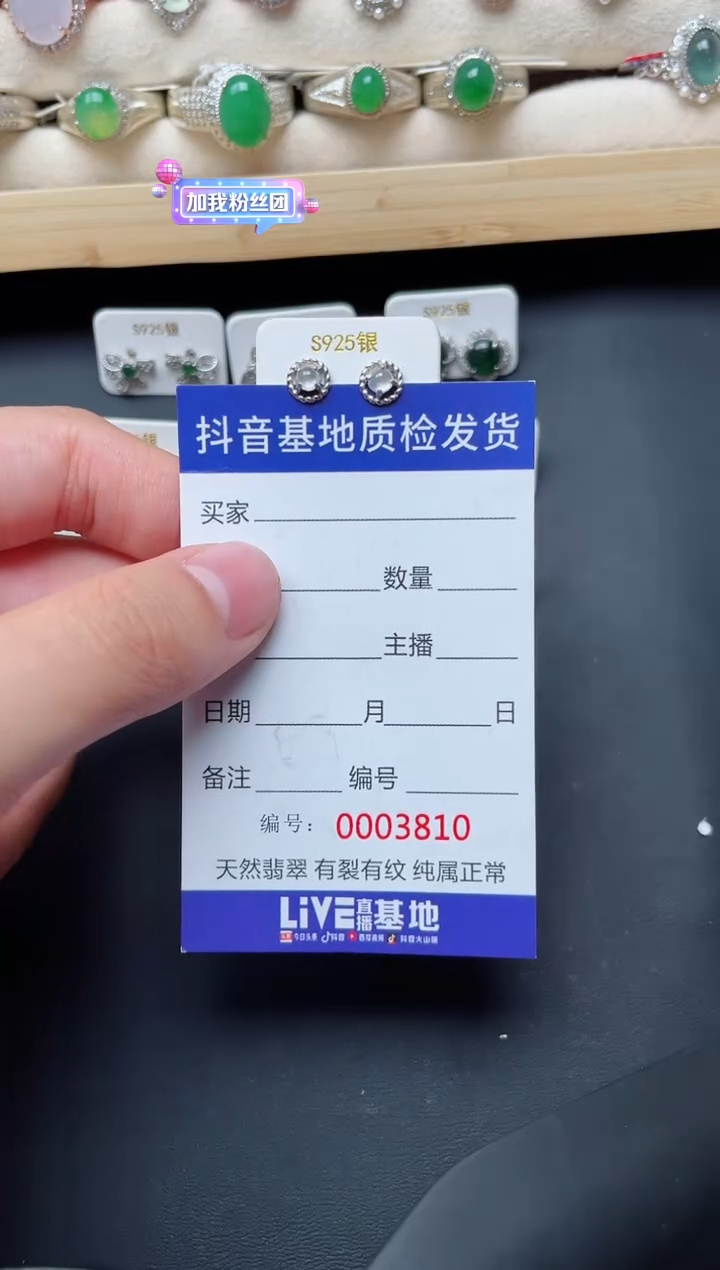 加我粉丝团
S925银
S925银
S925银
银
抖音基地质检发货
买家
数量
主播
日期 月 日
备注 编号
编号： 0003810
天然翡翠 有裂有纹 纯属正常
LiVE直播基地
今日头条 抖音 西瓜视频 抖音火山版